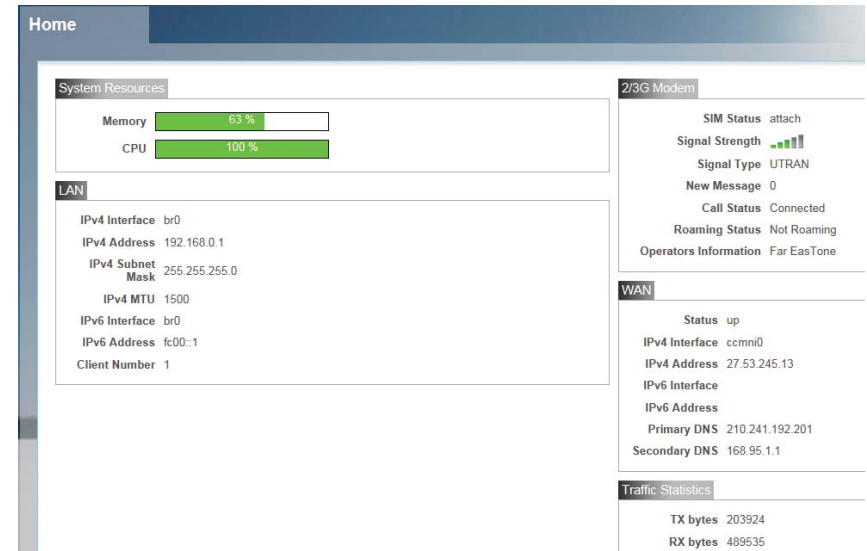 Home
System Resources
Memory 63 %
CPU 100 %
LAN
IPv4 Interface br0
IPv4 Address 192.168.0.1
IPv4 Subnet
Mask 255.255.255.0
IPv4 MTU 1500
IPv6 Interface br0
IPv6 Address fc00::1
Client Number 1
2/3G Modem
SIM Status attach
Signal Strength
Signal Type UTRAN
New Message 0
Call Status Connected
Roaming Status Not Roaming
Operators Information Far EasTone
WAN
Status up
IPv4 Interface ccmni0
IPv4 Address 27.53.245.13
IPv6 Interface
IPv6 Address
Primary DNS 210.241.192.201
Secondary DNS 168.95.1.1
Traffic Statistics
TX bytes 203924
RX bytes 489535